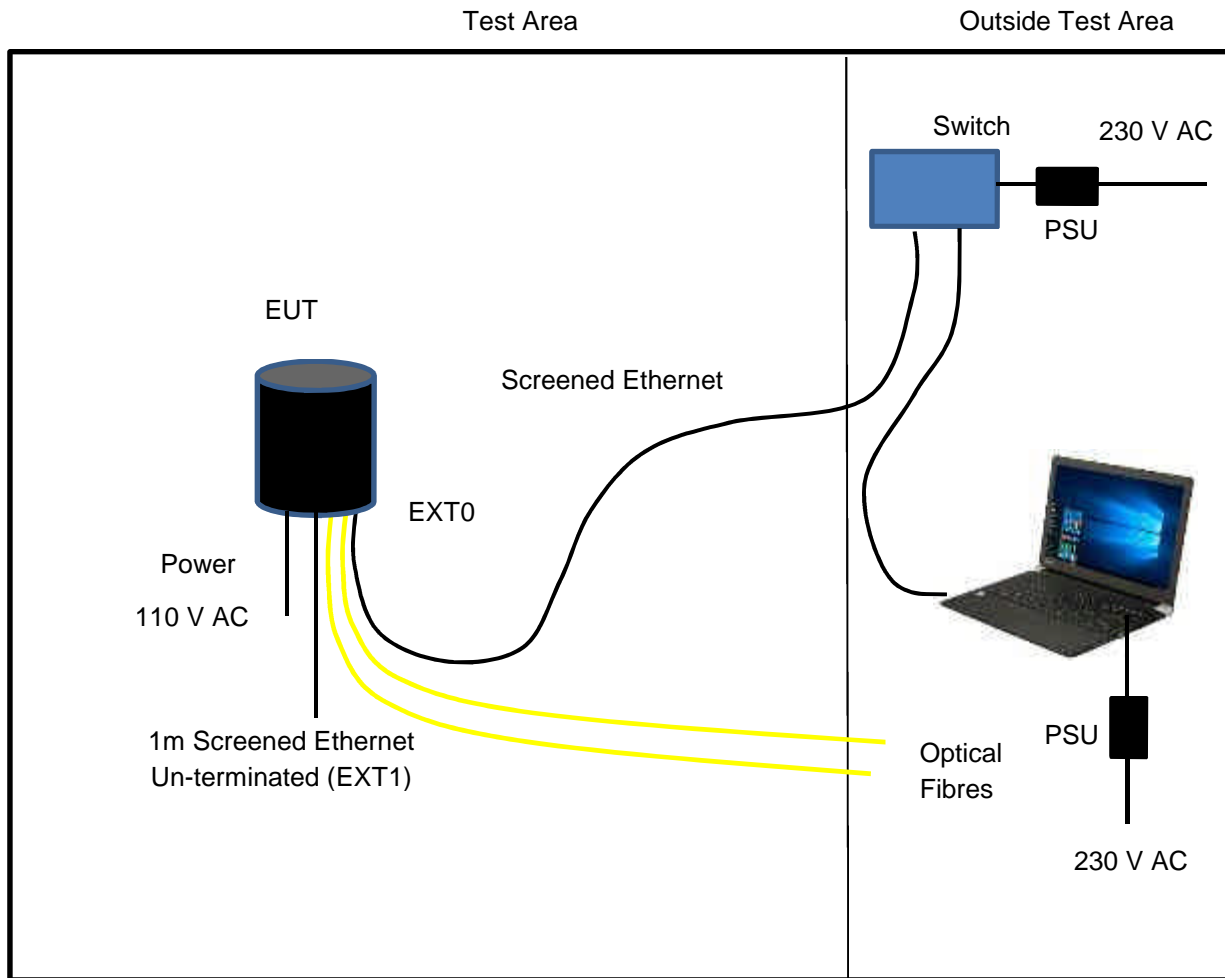 Test Area
Outside Test Area
Switch
230 V AC
PSU
EUT
Screened Ethernet
EXT0
Power
110 V AC
1m Screened Ethernet
Un-terminated (EXT1)
Optical
Fibres
PSU
230 V AC